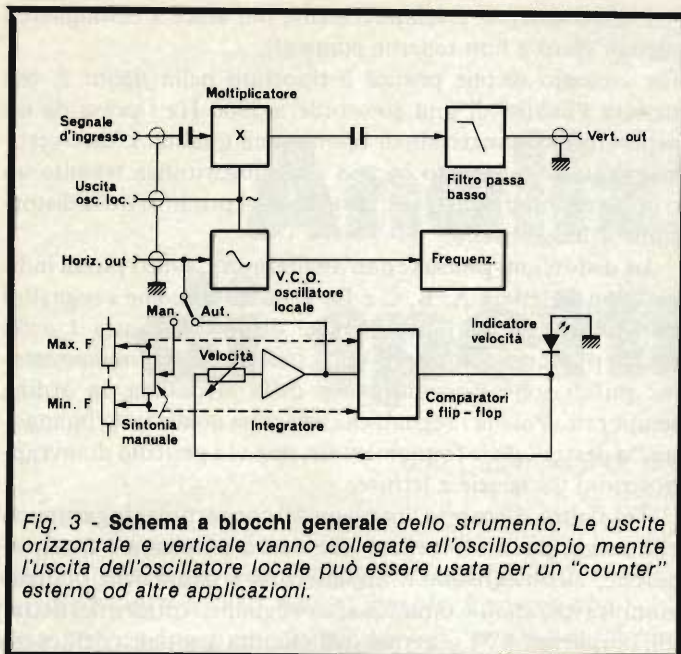 Moltiplicatore
Segnale
d'ingresso
X
Vert. out
Filtro passa
basso
Uscita
osc. loc.
Horiz. out
V.C.O.
oscillatore
locale
Frequenz.
Man.
Aut.
Max. F
Velocità
Indicatore
velocità
Min. F
Comparatori
e flip-flop
Sintonia
manuale
Integratore
Fig. 3 - Schema a blocchi generale dello strumento. Le uscite
orizzontale e verticale vanno collegate all'oscilloscopio mentre
l'uscita dell'oscillatore locale può essere usata per un "counter"
esterno od altre applicazioni.